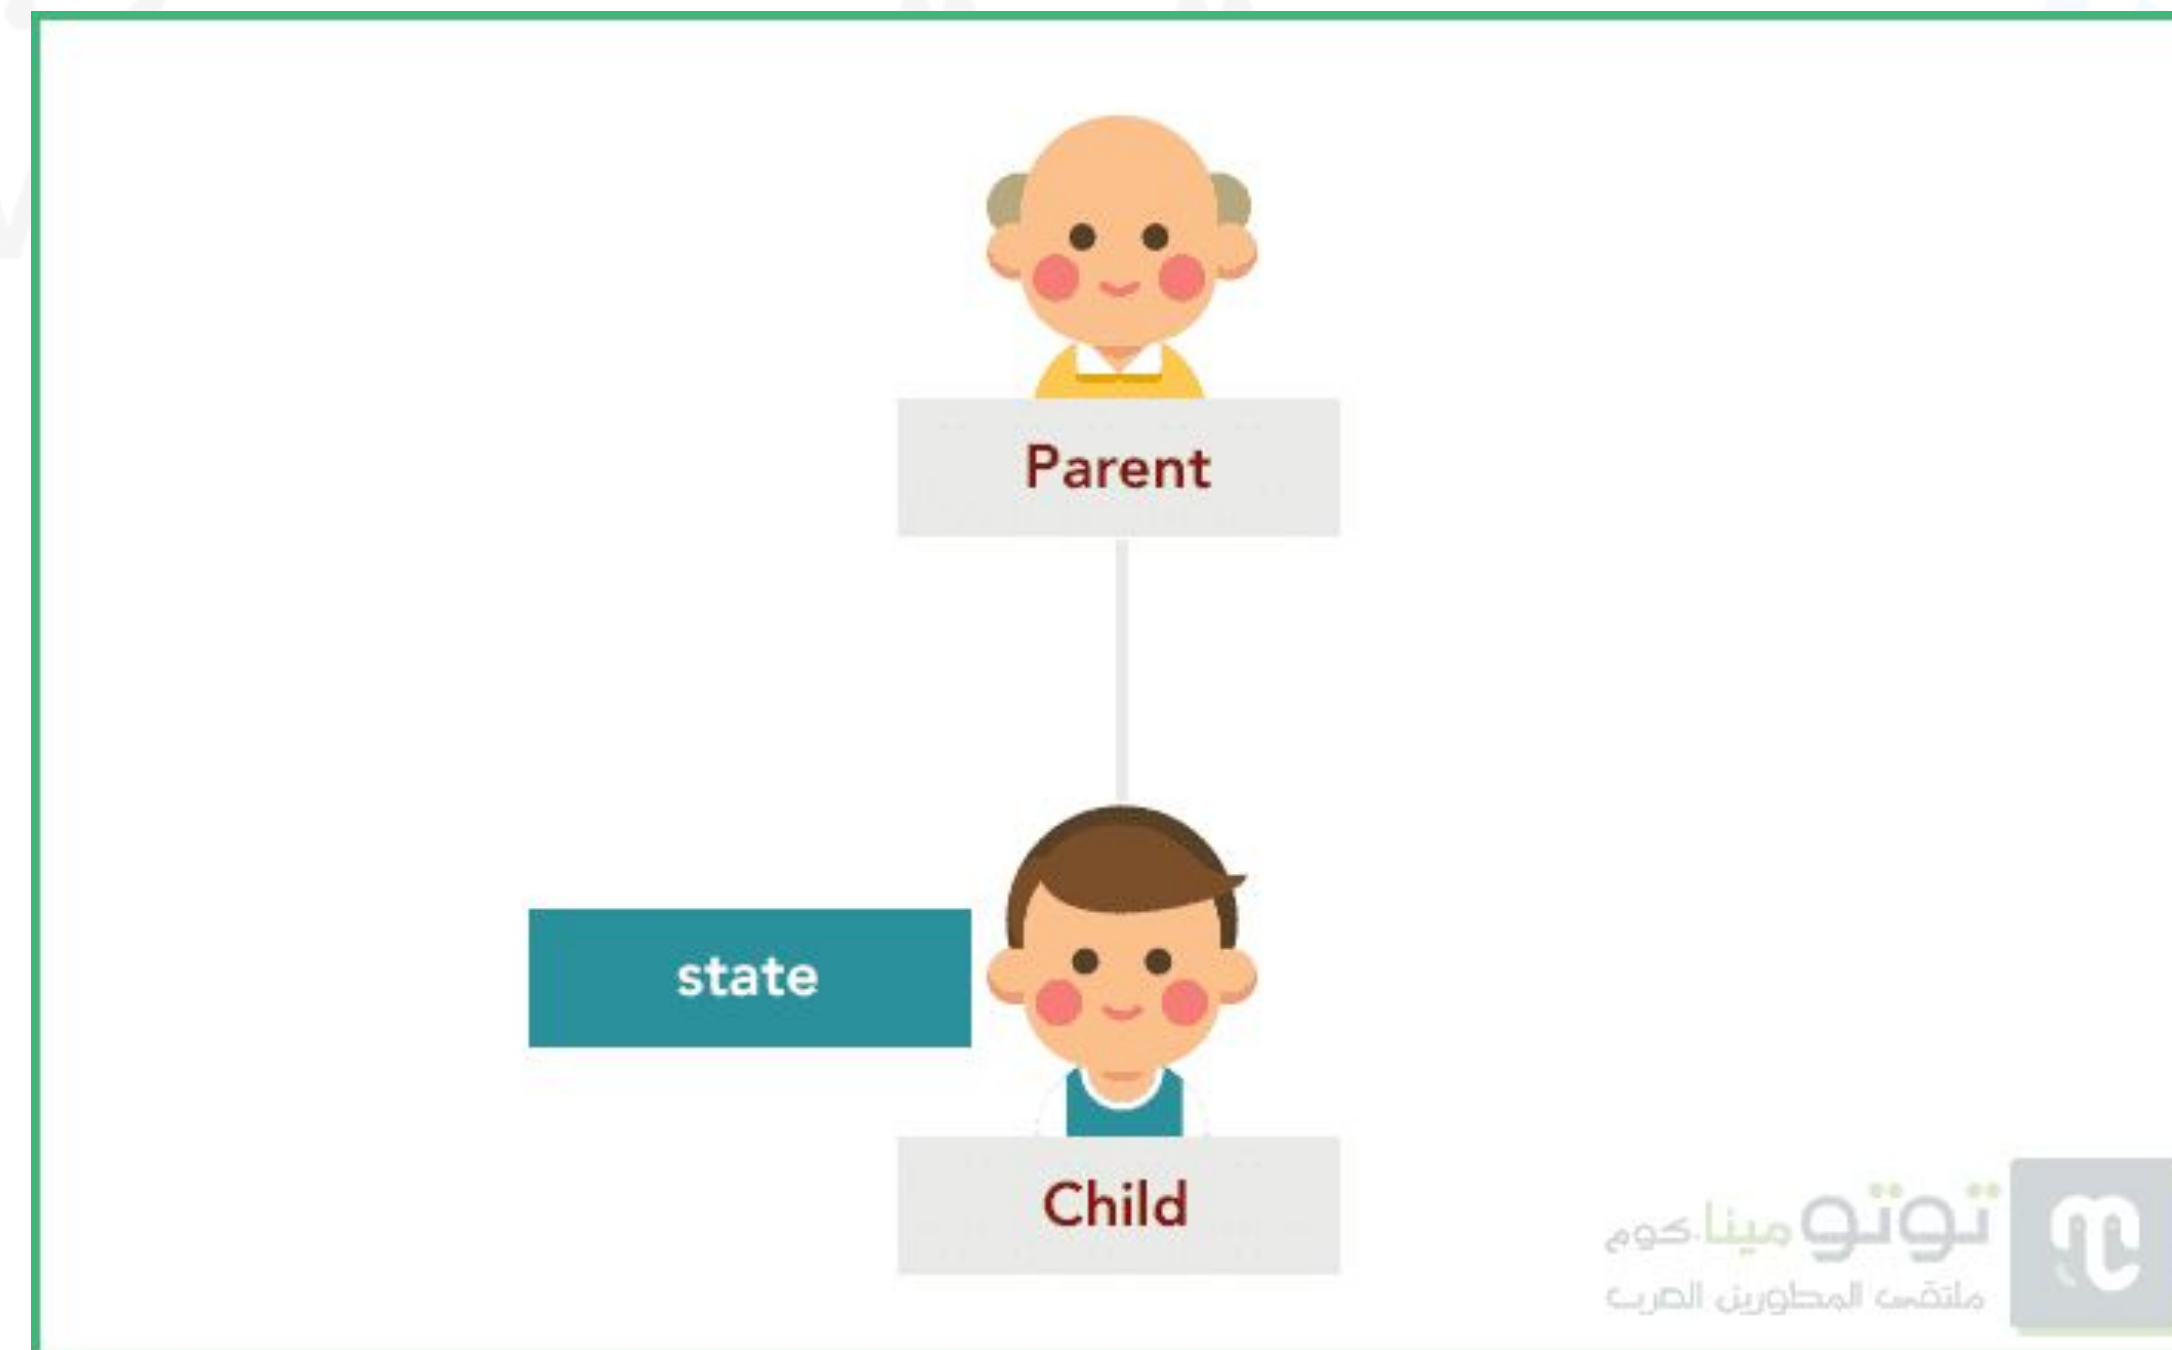 Parent
state
Child
توتو مينا.كوم
ملتقى المطورين العرب